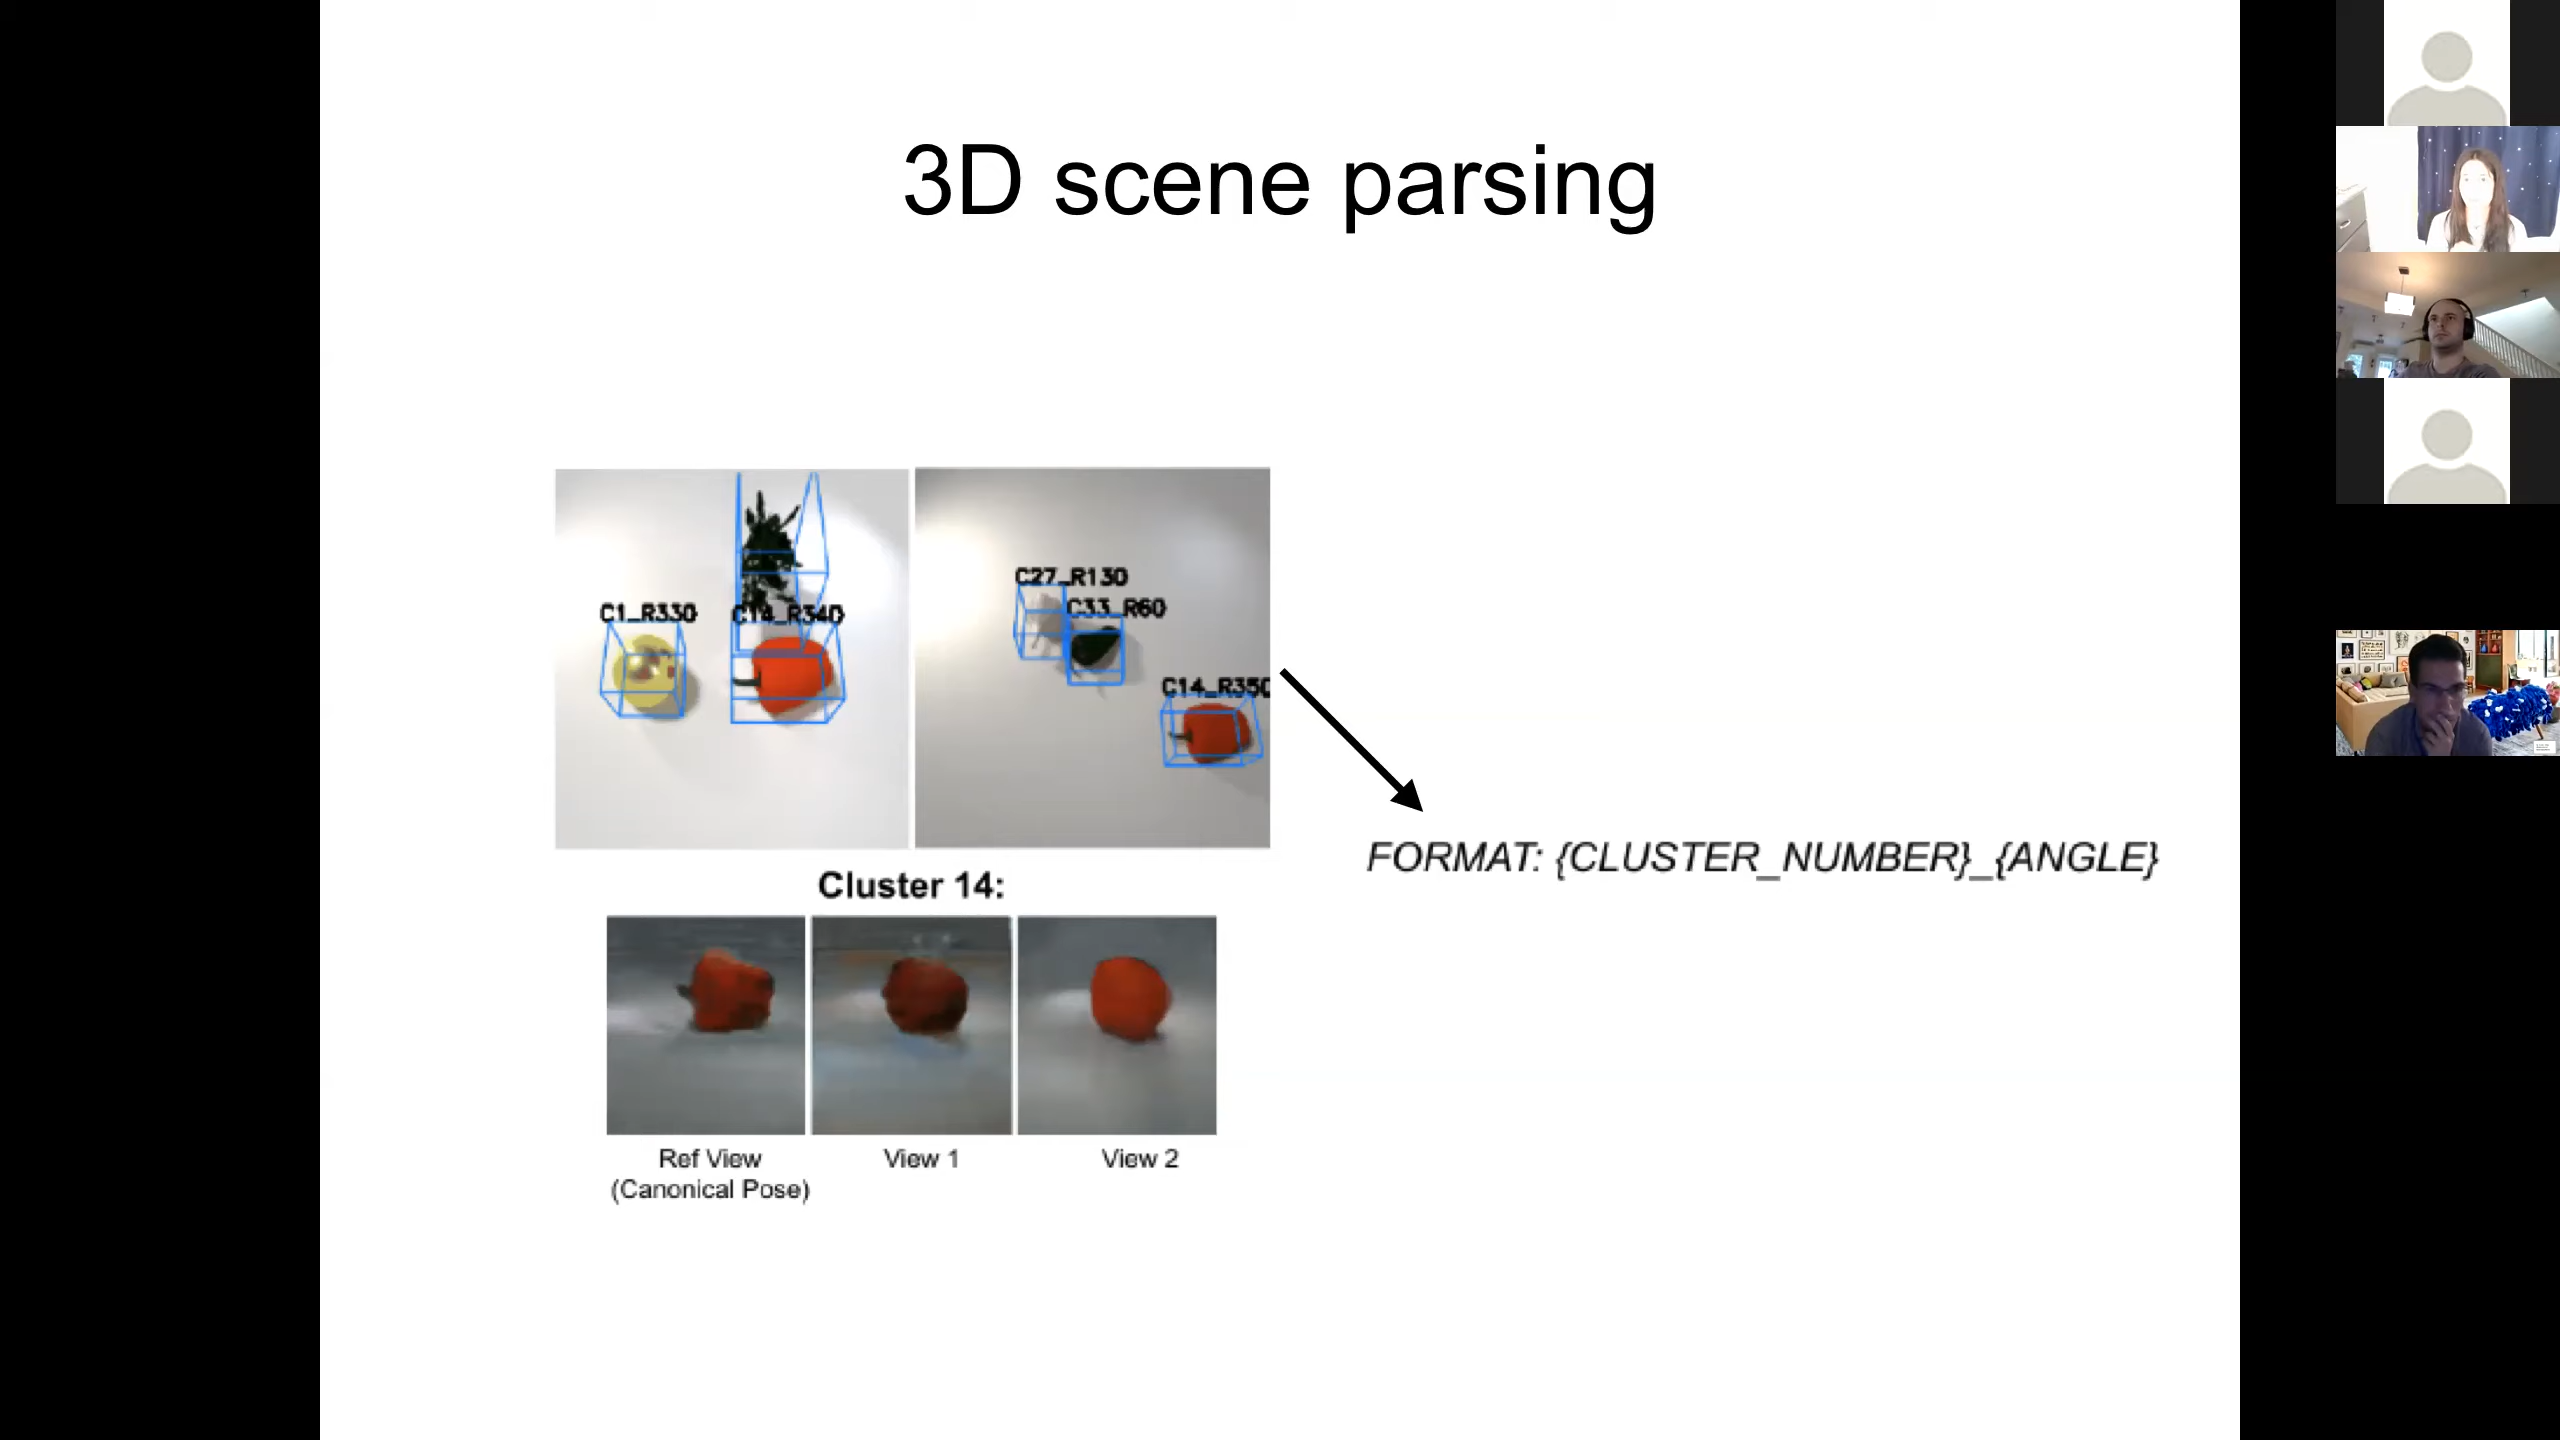 3D scene parsing
C1_R330
C14_R340
C27_R130
C33_R60
C14_R350
FORMAT: {CLUSTER_NUMBER}_{ANGLE}
Cluster 14:
Ref View
(Canonical Pose)
View 1
View 2